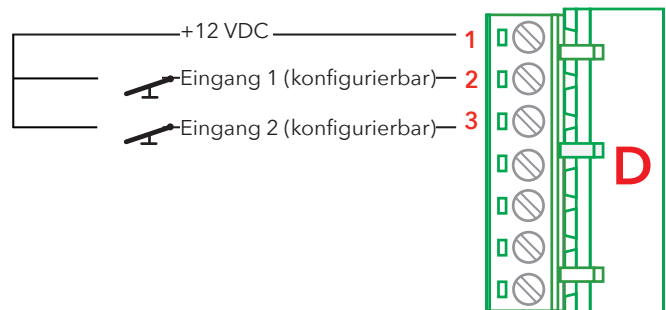 +12 VDC 1
Eingang 1 (konfigurierbar) 2
Eingang 2 (konfigurierbar) 3
D